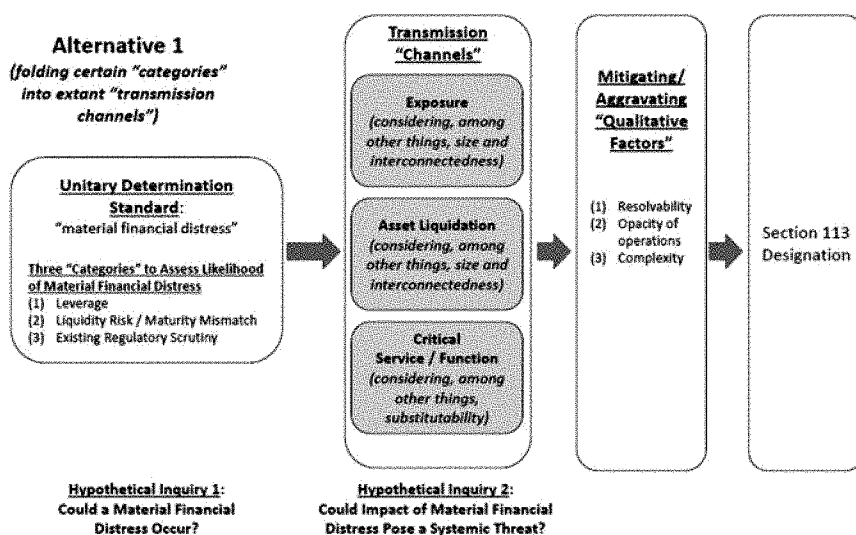 Alternative 1
(folding certain "categories"
into extant "transmission
channels")
Unitary Determination
Standard:
"material financial distress"
Three "Categories" to Assess Likelihood
of Material Financial Distress
(1) Leverage
(2) Liquidity Risk / Maturity Mismatch
(3) Existing Regulatory Scrutiny
Hypothetical Inquiry 1:
Could a Material Financial
Distress Occur?
Transmission
"Channels"
Exposure
(considering, among
other things, size and
interconnectedness)
Asset Liquidation
(considering, among
other things, size and
interconnectedness)
Critical
Service / Function
(considering, among
other things,
substitutability)
Hypothetical Inquiry 2:
Could Impact of Material Financial
Distress Pose a Systemic Threat?
Mitigating/
Aggravating
"Qualitative
Factors"
(1) Resolvability
(2) Opacity of
operations
(3) Complexity
Section 113
Designation